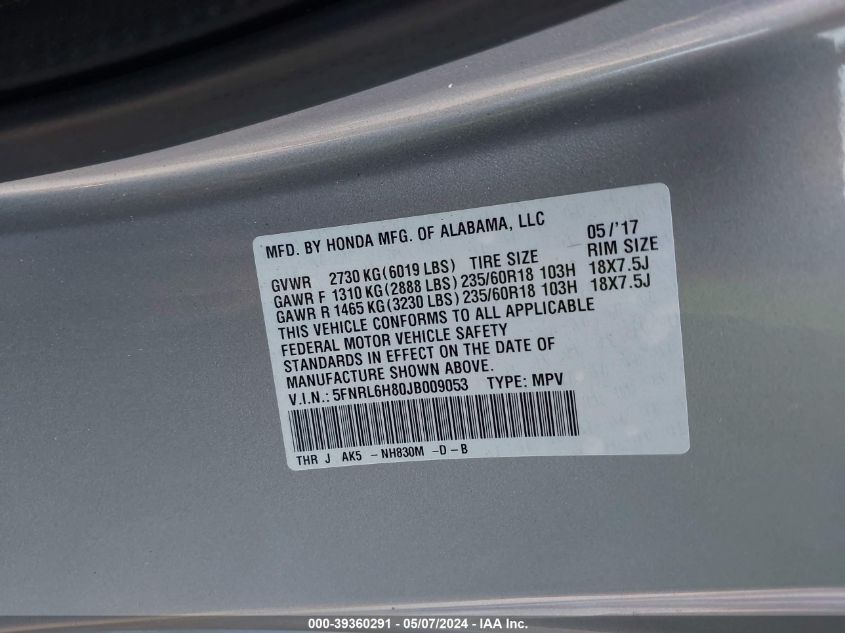 MFD. BY HONDA MFG. OF ALABAMA, LLC 05/'17
GVWR 2730 KG(6019 LBS) TIRE SIZE RIM SIZE
GAWR F 1310 KG(2888 LBS) 235/60R18 103H 18X7.5J
GAWR R 1465 KG(3230 LBS) 235/60R18 103H 18X7.5J
THIS VEHICLE CONFORMS TO ALL APPLICABLE
FEDERAL MOTOR VEHICLE SAFETY
STANDARDS IN EFFECT ON THE DATE OF
MANUFACTURE SHOWN ABOVE.
V.I.N.: 5FNRL6H80JB009053 TYPE: MPV
THR J AK5 - NH830M -D-B
000-39360291 - 05/07/2024 - IAA Inc.